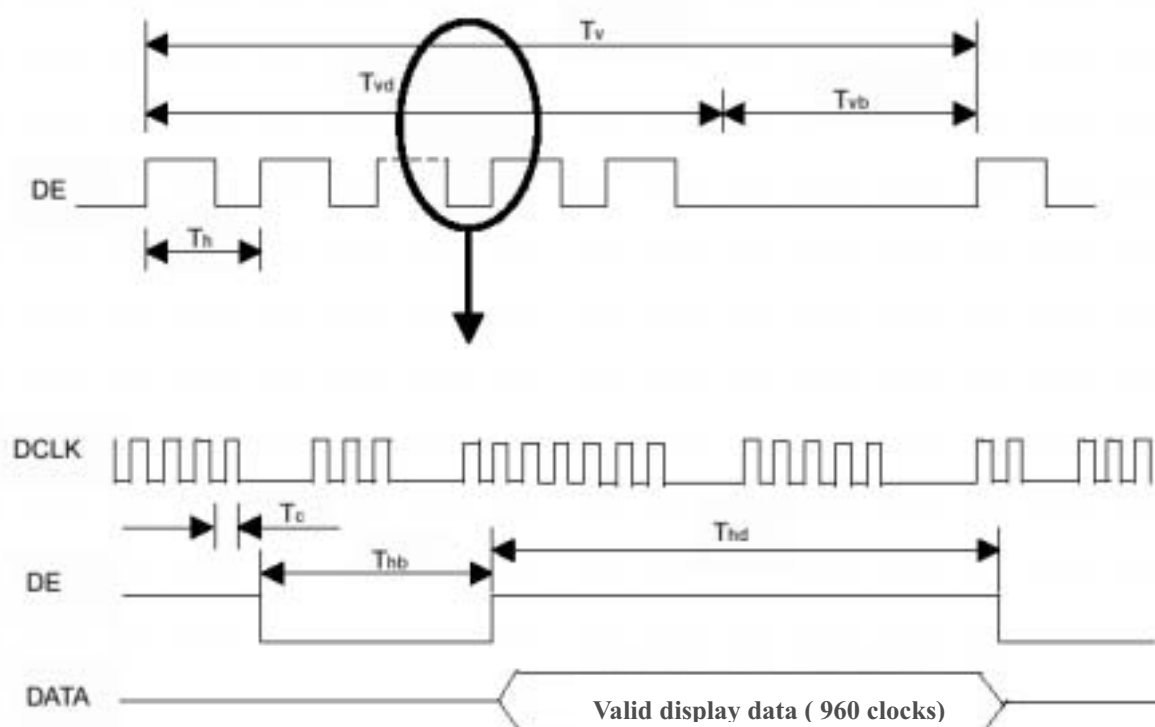 Tv
Tvd
Tvb
DE
Th
DCLK
Tc
Thd
Thb
DE
DATA
Valid display data ( 960 clocks)